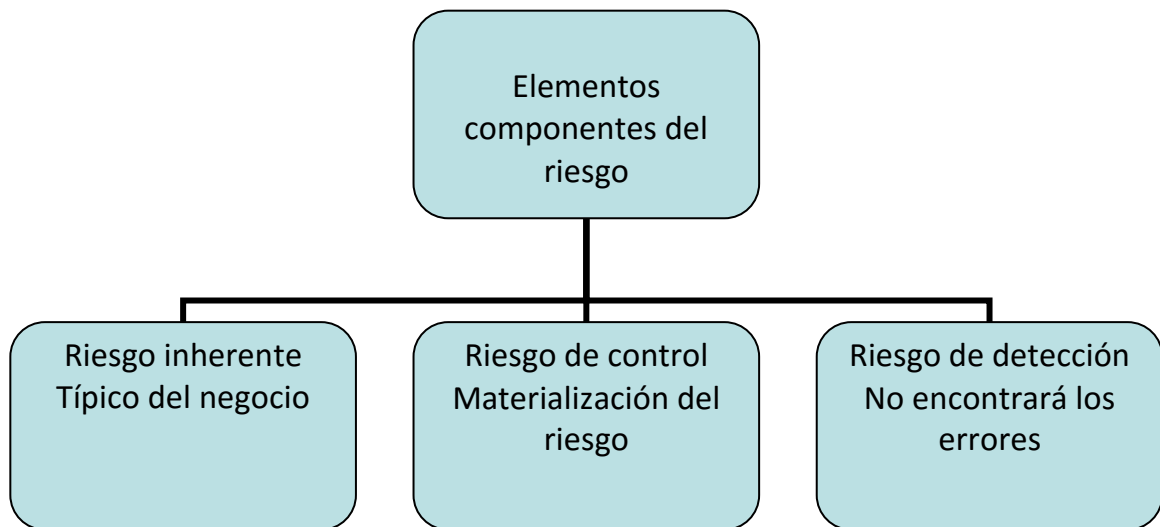 Elementos
componentes del
riesgo
Riesgo inherente
Típico del negocio
Riesgo de control
Materialización del
riesgo
Riesgo de detección
No encontrará los
errores